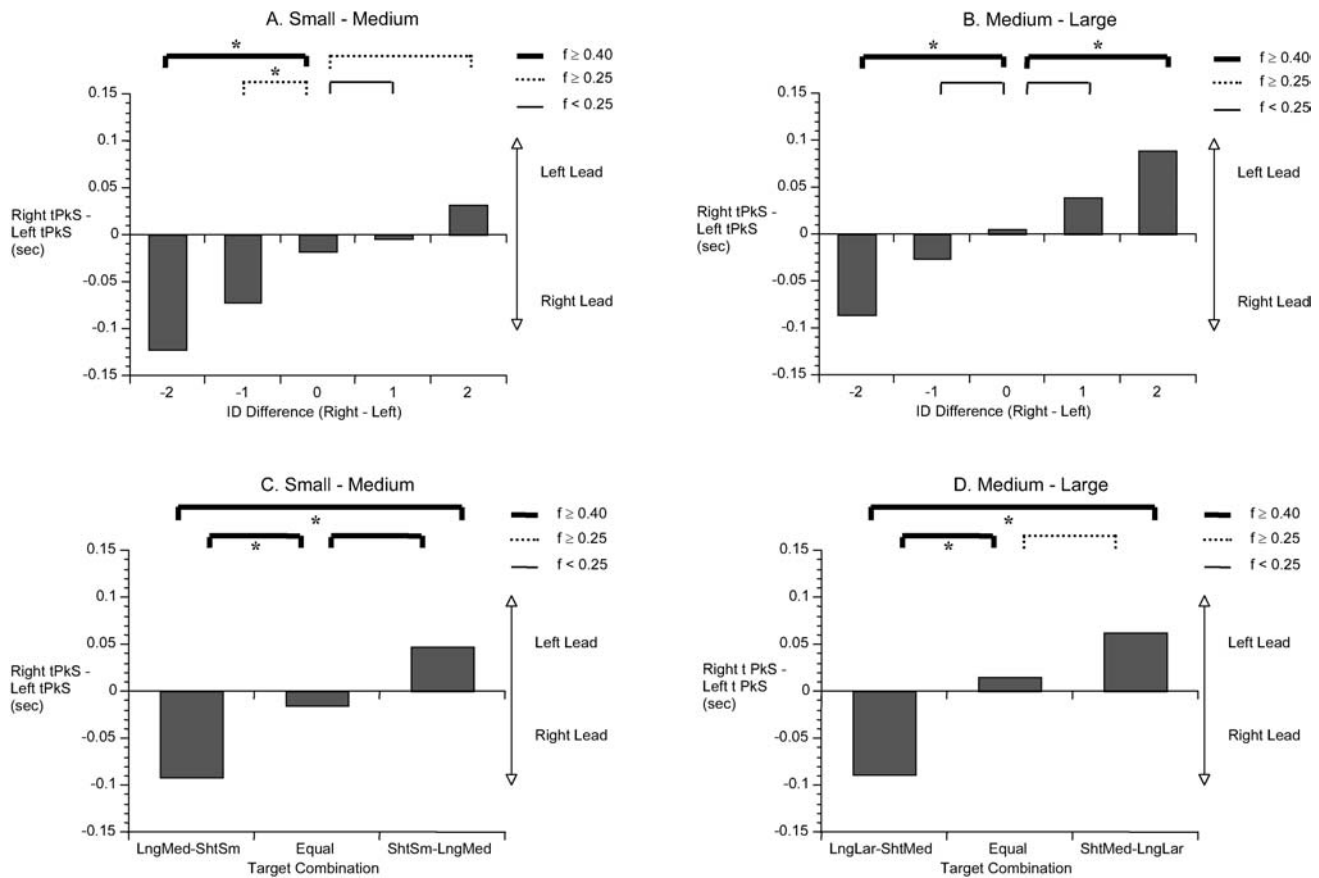 A. Small - Medium
*
*
f ≥ 0.40
f ≥ 0.25
f < 0.25
0.15
0.1
0.05
0
-0.05
-0.1
-0.15
Right tPkS -
Left tPkS
(sec)
Left Lead
Right Lead
-2 -1 0 1 2
ID Difference (Right - Left)
B. Medium - Large
*
*
f ≥ 0.40
f ≥ 0.25
f < 0.25
0.15
0.1
0.05
0
-0.05
-0.1
-0.15
Right tPkS -
Left tPkS
(sec)
Left Lead
Right Lead
-2 -1 0 1 2
ID Difference (Right - Left)
C. Small - Medium
*
*
f ≥ 0.40
f ≥ 0.25
f < 0.25
0.15
0.1
0.05
0
-0.05
-0.1
-0.15
Right tPkS -
Left tPkS
(sec)
Left Lead
Right Lead
LngMed-ShtSm Equal ShtSm-LngMed
Target Combination
D. Medium - Large
*
*
f ≥ 0.40
f ≥ 0.25
f < 0.25
0.15
0.1
0.05
0
-0.05
-0.1
-0.15
Right t PkS -
Left t PkS
(sec)
Left Lead
Right Lead
LngLar-ShtMed Equal ShtMed-LngLar
Target Combination